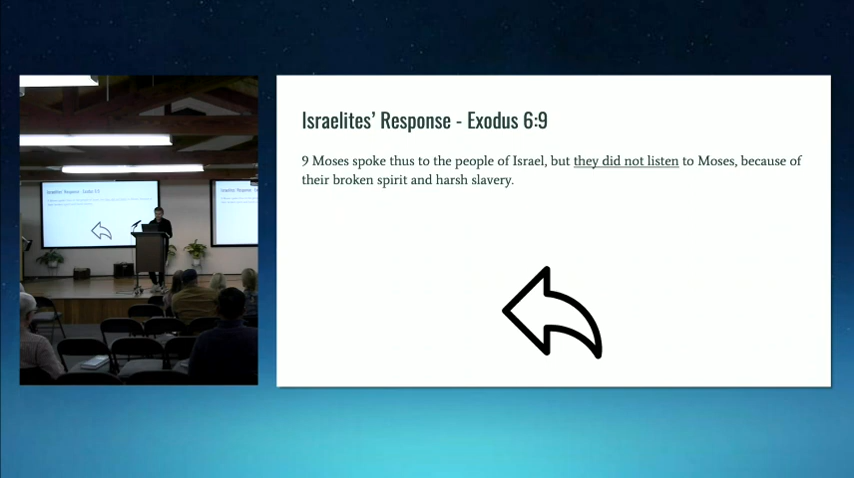 Israelites’ Response - Exodus 6:9
9 Moses spoke thus to the people of Israel, but they did not listen to Moses, because of
their broken spirit and harsh slavery.